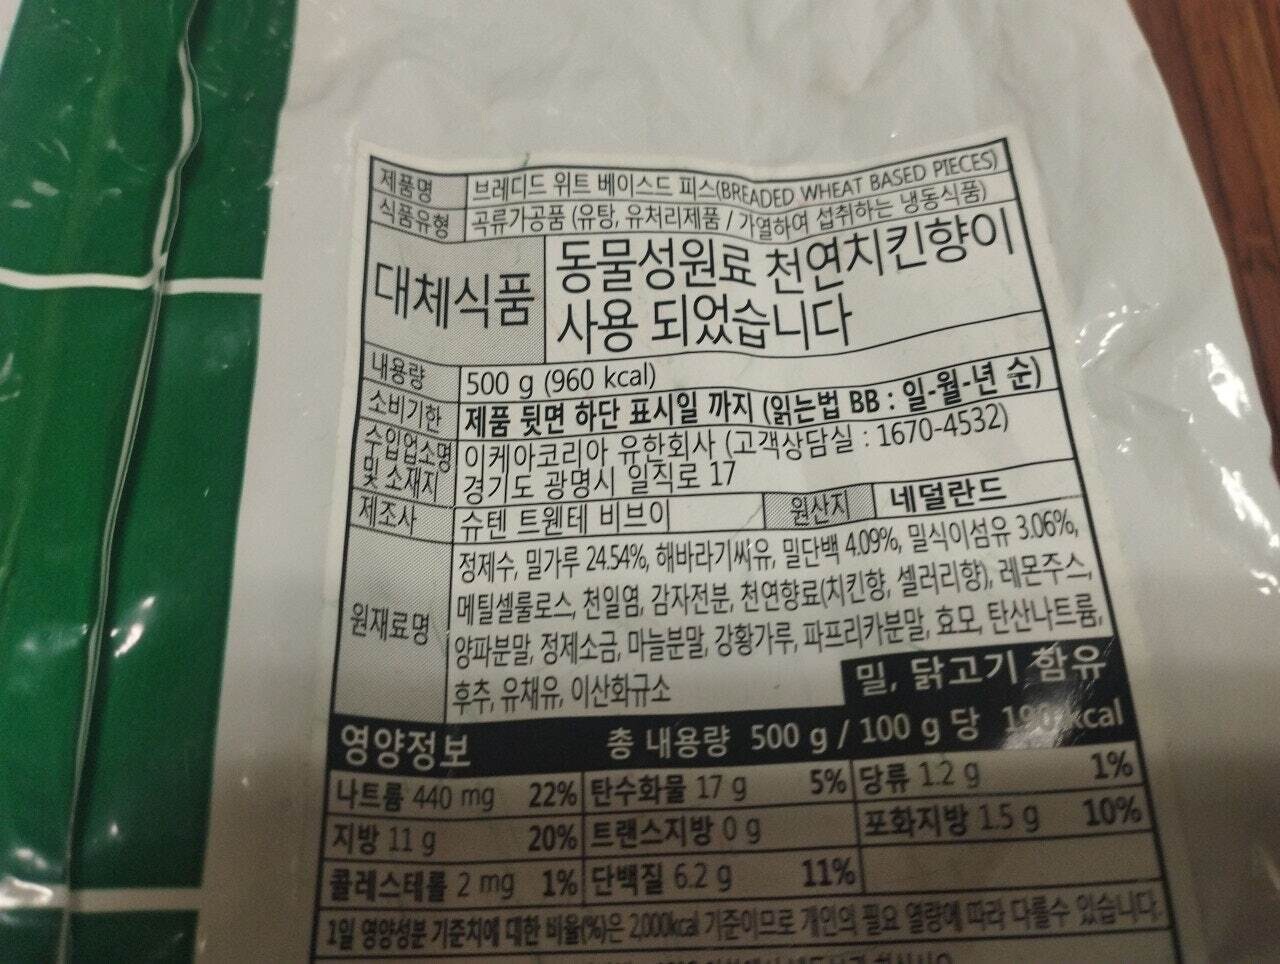 제품명 브레디드 위트 베이스드 피스(BREADED WHEAT BASED PIECES)
식품유형 곡류가공품 (유탕, 유처리제품 / 가열하여 섭취하는 냉동식품)
대체식품 동물성원료 천연치킨향이
사용 되었습니다
내용량 500 g (960 kcal)
소비기한 제품 뒷면 하단 표시일 까지 (읽는법 BB : 일-월-년 순)
수입업소명 이케아코리아 유한회사 (고객상담실 : 1670-4532)
및 소재지 경기도 광명시 일직로 17
제조사 슈텐 트웬테 비브이 원산지 네덜란드
원재료명
정제수, 밀가루 24.54%, 해바라기씨유, 밀단백 4.09%, 밀식이섬유 3.06%,
메틸셀룰로스, 천일염, 감자전분, 천연향료(치킨향, 셀러리향), 레몬주스,
양파분말, 정제소금, 마늘분말, 강황가루, 파프리카분말, 효모, 탄산나트륨,
후추, 유채유, 이산화규소
밀, 닭고기 함유
영양정보 총 내용량 500 g / 100 g 당 kcal
나트륨 440 mg 22% 탄수화물 17 g 5% 당류 1.2 g 1%
지방 11 g 20% 트랜스지방 0 g 포화지방 1.5 g 10%
콜레스테롤 2 mg 1% 단백질 6.2 g 11%
1일 영양성분 기준치에 대한 비율(%)은 2,000kcal 기준이므로 개인의 필요 열량에 따라 다를수 있습니다.